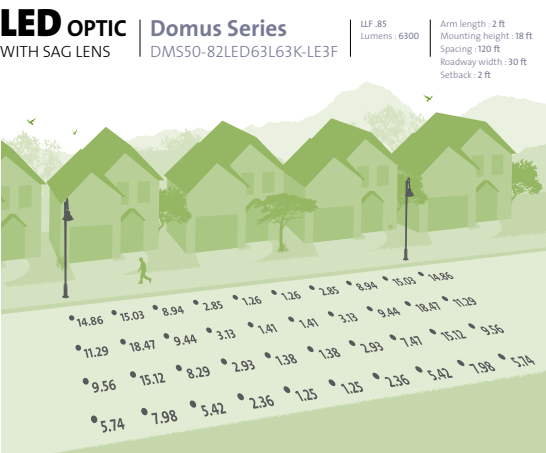 LED OPTIC
WITH SAG LENS
Domus Series
DMS50-82LED63L63K-LE3F
LLF .85
Lumens : 6300
Arm length : 2 ft
Mounting height : 18 ft
Spacing : 120 ft
Roadway width : 30 ft
Setback : 2 ft
14.86 15.03 8.94 2.85 1.26 1.26 2.85 8.94 15.03 14.86
11.29 18.47 9.44 3.13 1.41 1.41 3.13 9.44 18.47 11.29
9.56 15.12 8.29 2.93 1.38 1.38 2.93 7.47 15.12 9.56
5.74 7.98 5.42 2.36 1.25 1.25 2.36 5.42 7.98 5.74